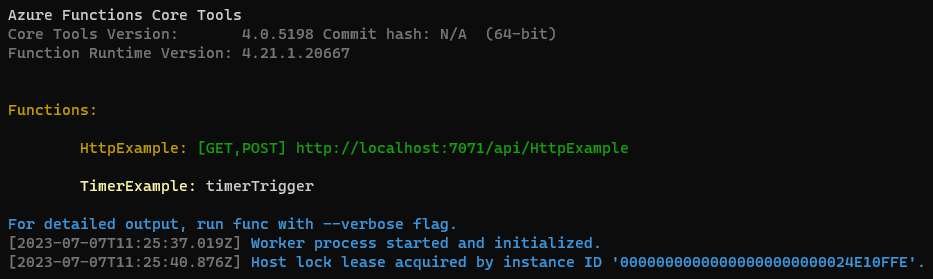 Azure Functions Core Tools
Core Tools Version:       4.0.5198 Commit hash: N/A  (64-bit)
Function Runtime Version: 4.21.1.20667
Functions:
HttpExample: [GET,POST] http://localhost:7071/api/HttpExample
TimerExample: timerTrigger
For detailed output, run func with --verbose flag.
[2023-07-07T11:25:37.019Z] Worker process started and initialized.
[2023-07-07T11:25:40.876Z] Host lock lease acquired by instance ID '00000000000000000000000024E10FFE'.